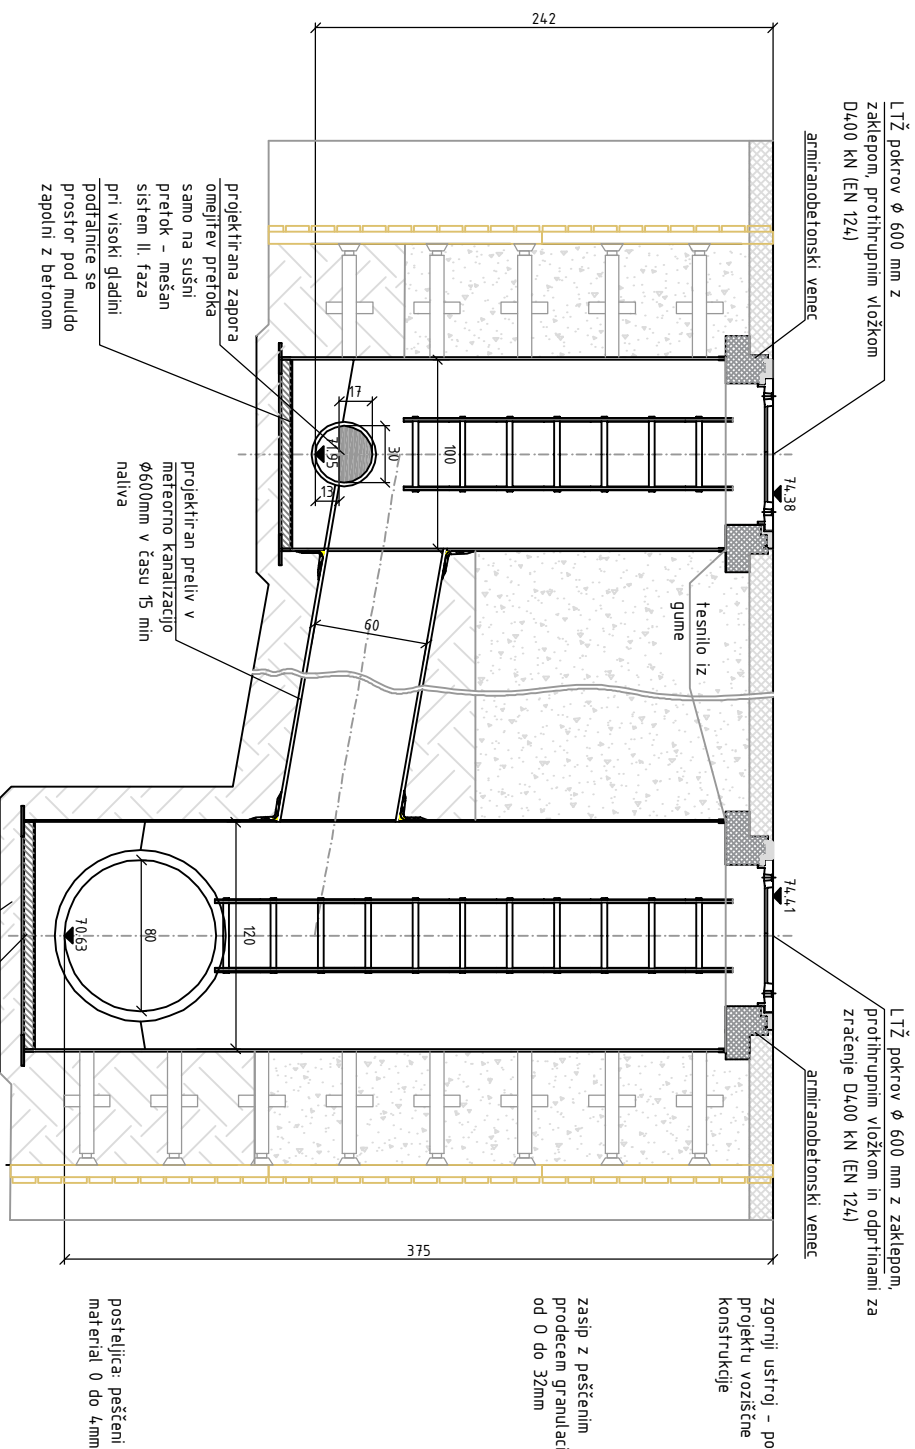 LTŽ pokrov ϕ 600 mm z
zaklepom, protihrupnim vložkom
D400 kN (EN 124)
armiranobetonski venec
242
74.38
projektirana zapora
omejitev pretoka
samo na sušni
pretok - mešan
sistem II. faza
pri visoki gladini
podtalnice se
prostor pod muldo
zapolni z betonom
17
71.95
30
13
100
projektiran preliv v
meteorno kanalizacijo
ϕ600mm v času 15 min
naliva
60
tesnilo iz
gume
74.41
70.63
80
120
LTŽ pokrov ϕ 600 mm z zaklepom,
protihrupnim vložkom in odprtinami za
zračenje D400 kN (EN 124)
armiranobetonski venec
375
zgornji ustroj - po
projektu voziščne
konstrukcije
zasip z peščenim
prodecem granulaci
od 0 do 32mm
posteljica: peščeni
material 0 do 4mm